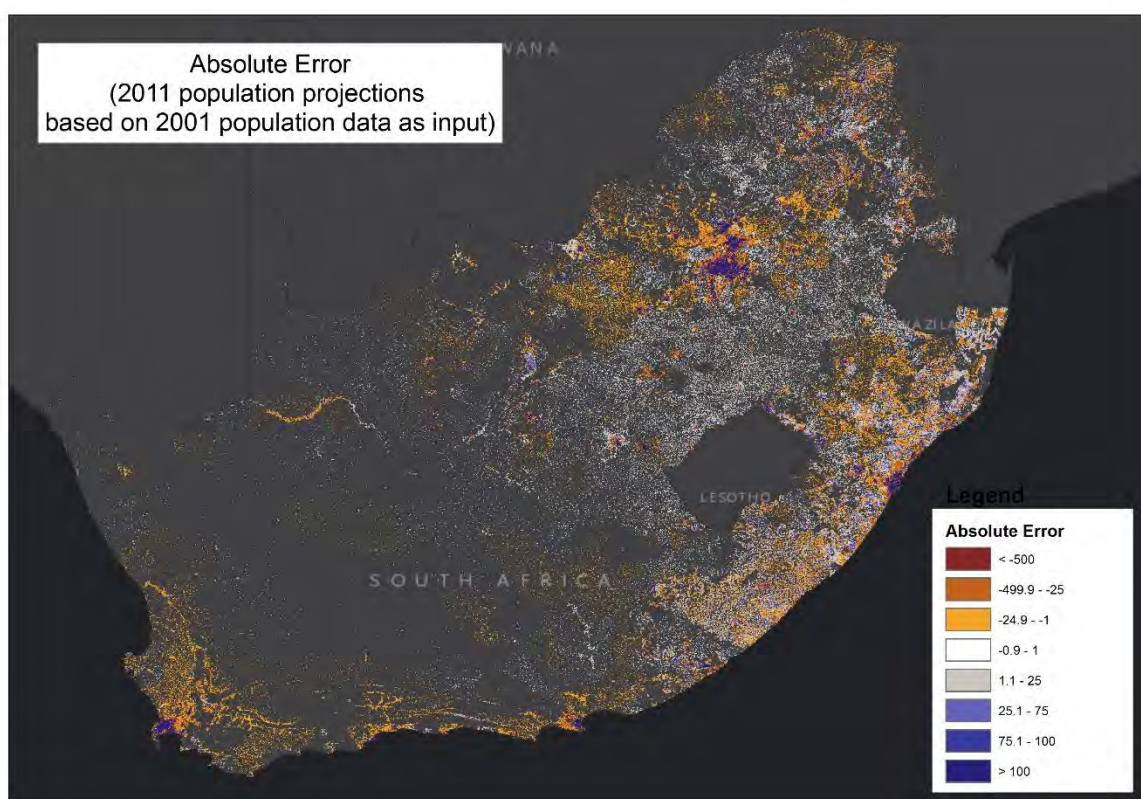 Absolute Error
(2011 population projections
based on 2001 population data as input)
WANA
AZILA
LESOTHO
SOUTH AFRICA
Legend
Absolute Error
< -500
-499.9 - -25
-24.9 - -1
-0.9 - 1
1.1 - 25
25.1 - 75
75.1 - 100
> 100